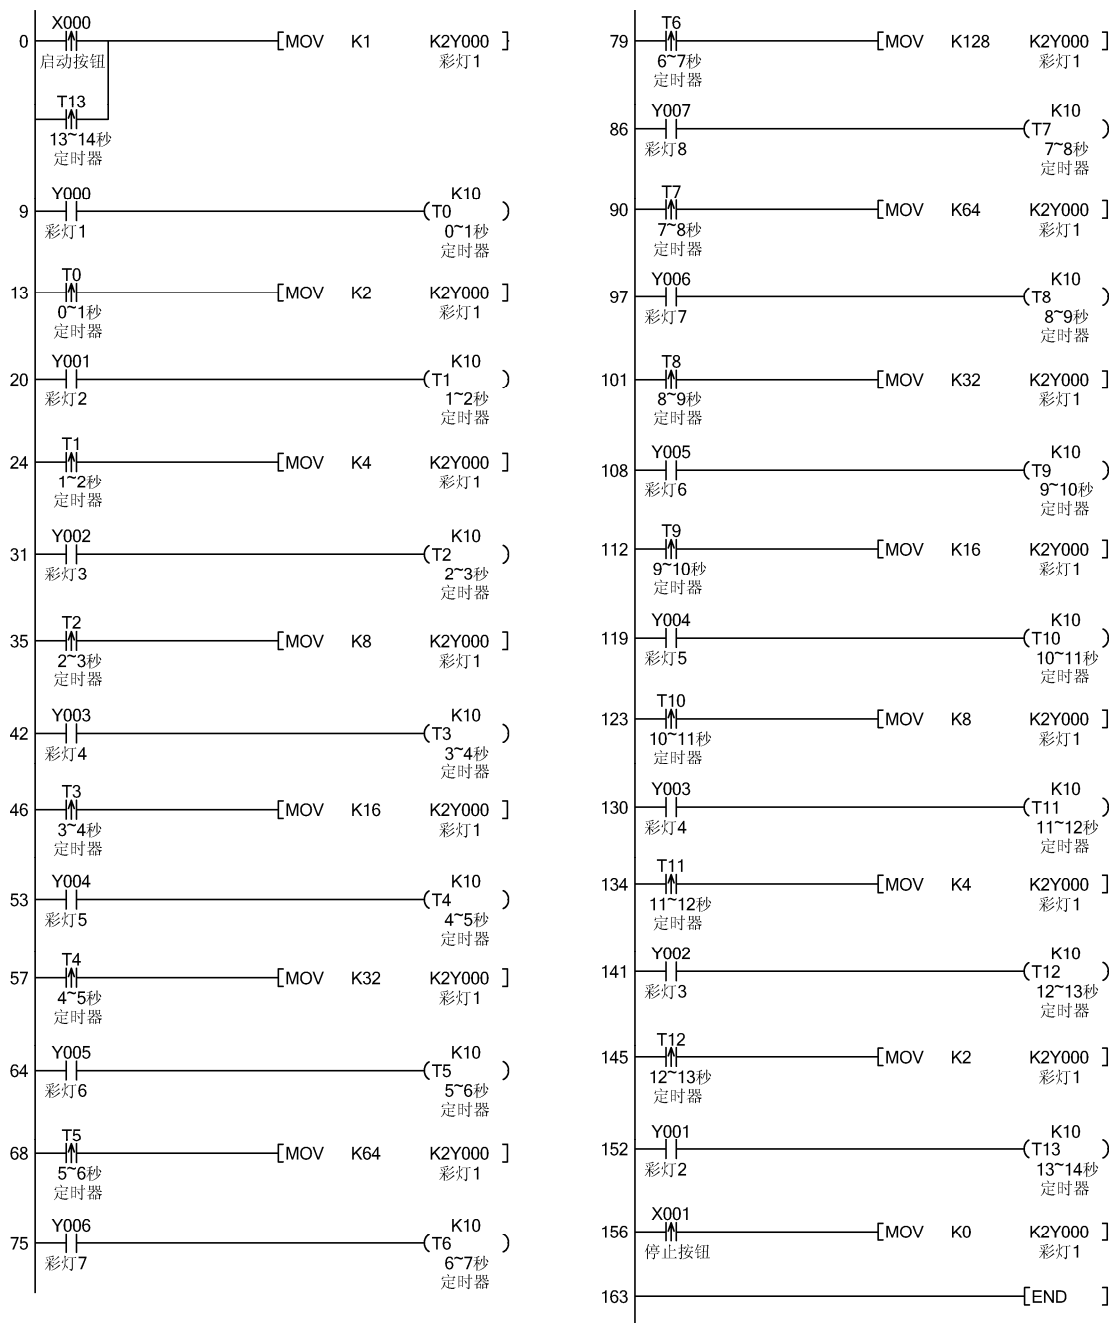 X000
0 [MOV K1 K2Y000 ]
启动按钮 彩灯1
T13
13~14秒
定时器
Y000 K10
9 (T0 )
彩灯1 0~1秒
定时器
T0
13 [MOV K2 K2Y000 ]
0~1秒 彩灯1
定时器
Y001 K10
20 (T1 )
彩灯2 1~2秒
定时器
T1
24 [MOV K4 K2Y000 ]
1~2秒 彩灯1
定时器
Y002 K10
31 (T2 )
彩灯3 2~3秒
定时器
T2
35 [MOV K8 K2Y000 ]
2~3秒 彩灯1
定时器
Y003 K10
42 (T3 )
彩灯4 3~4秒
定时器
T3
46 [MOV K16 K2Y000 ]
3~4秒 彩灯1
定时器
Y004 K10
53 (T4 )
彩灯5 4~5秒
定时器
T4
57 [MOV K32 K2Y000 ]
4~5秒 彩灯1
定时器
Y005 K10
64 (T5 )
彩灯6 5~6秒
定时器
T5
68 [MOV K64 K2Y000 ]
5~6秒 彩灯1
定时器
Y006 K10
75 (T6 )
彩灯7 6~7秒
定时器
T6
79 [MOV K128 K2Y000 ]
6~7秒 彩灯1
定时器
Y007 K10
86 (T7 )
彩灯8 7~8秒
定时器
T7
90 [MOV K64 K2Y000 ]
7~8秒 彩灯1
定时器
Y006 K10
97 (T8 )
彩灯7 8~9秒
定时器
T8
101 [MOV K32 K2Y000 ]
8~9秒 彩灯1
定时器
Y005 K10
108 (T9 )
彩灯6 9~10秒
定时器
T9
112 [MOV K16 K2Y000 ]
9~10秒 彩灯1
定时器
Y004 K10
119 (T10 )
彩灯5 10~11秒
定时器
T10
123 [MOV K8 K2Y000 ]
10~11秒 彩灯1
定时器
Y003 K10
130 (T11 )
彩灯4 11~12秒
定时器
T11
134 [MOV K4 K2Y000 ]
11~12秒 彩灯1
定时器
Y002 K10
141 (T12 )
彩灯3 12~13秒
定时器
T12
145 [MOV K2 K2Y000 ]
12~13秒 彩灯1
定时器
Y001 K10
152 (T13 )
彩灯2 13~14秒
定时器
X001
156 [MOV K0 K2Y000 ]
停止按钮 彩灯1
163 [END ]